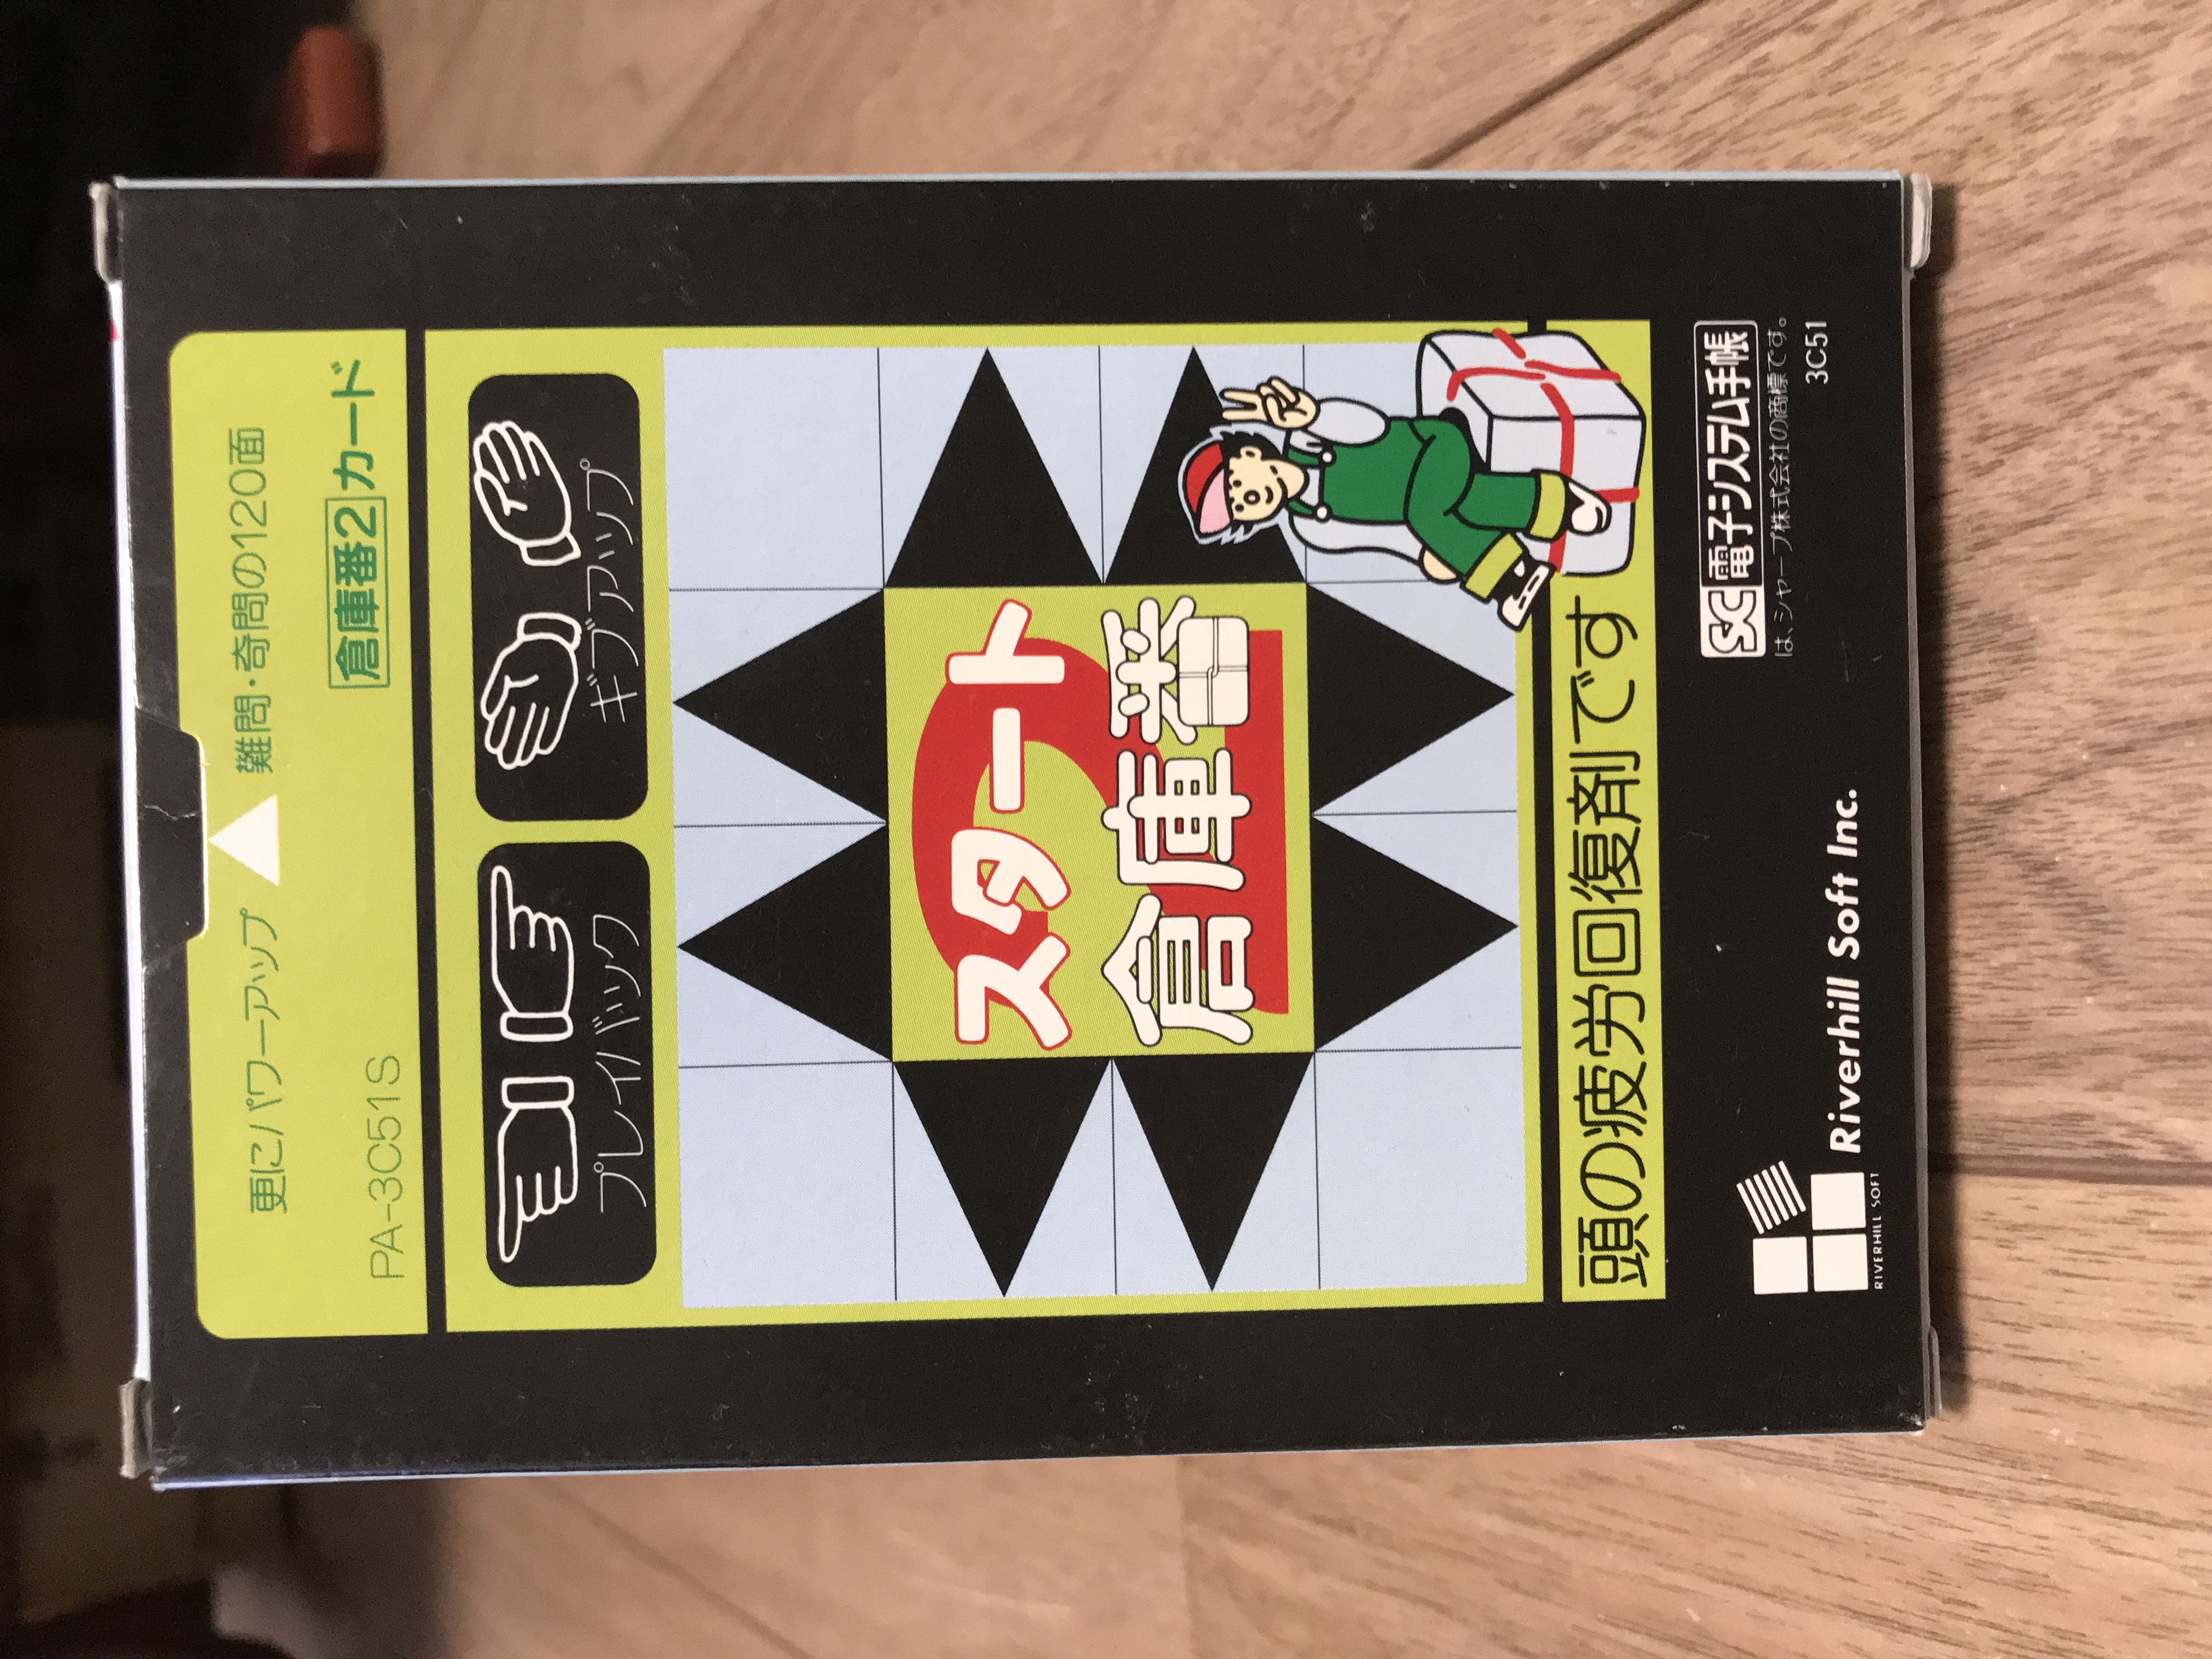 更にパワーアップ 難問・奇問の120面
PA-3C51S 倉庫番2カード
プレイバック
ギブアップ
スタート
倉庫番
2
頭の疲労回復剤です
SC 電子システム手帳
は、シャープ株式会社の商標です。
3C51
Riverhill Soft Inc.
RIVERHILL SOFT